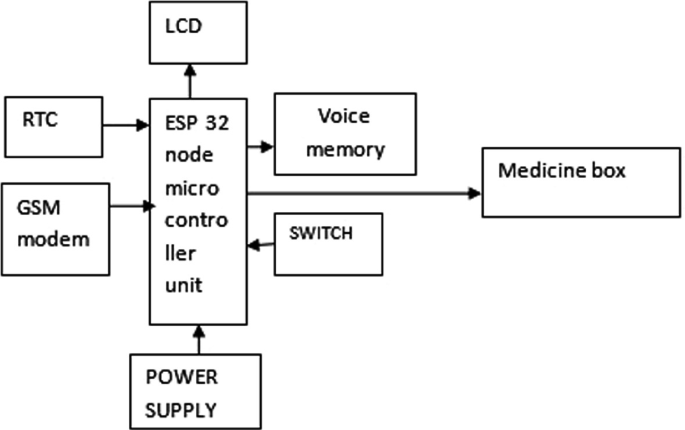 LCD
RTC
ESP 32
node
micro
contro
ller
unit
Voice
memory
Medicine box
GSM
modem
SWITCH
POWER
SUPPLY